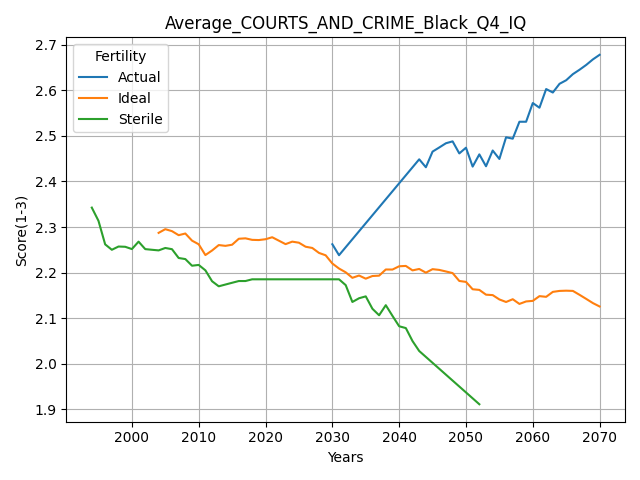 Average_COURTS_AND_CRIME_Black_Q4_IQ
Fertility
Actual
Ideal
Sterile
Score(1-3)
2.7
2.6
2.5
2.4
2.3
2.2
2.1
2.0
1.9
2000 2010 2020 2030 2040 2050 2060 2070
Years